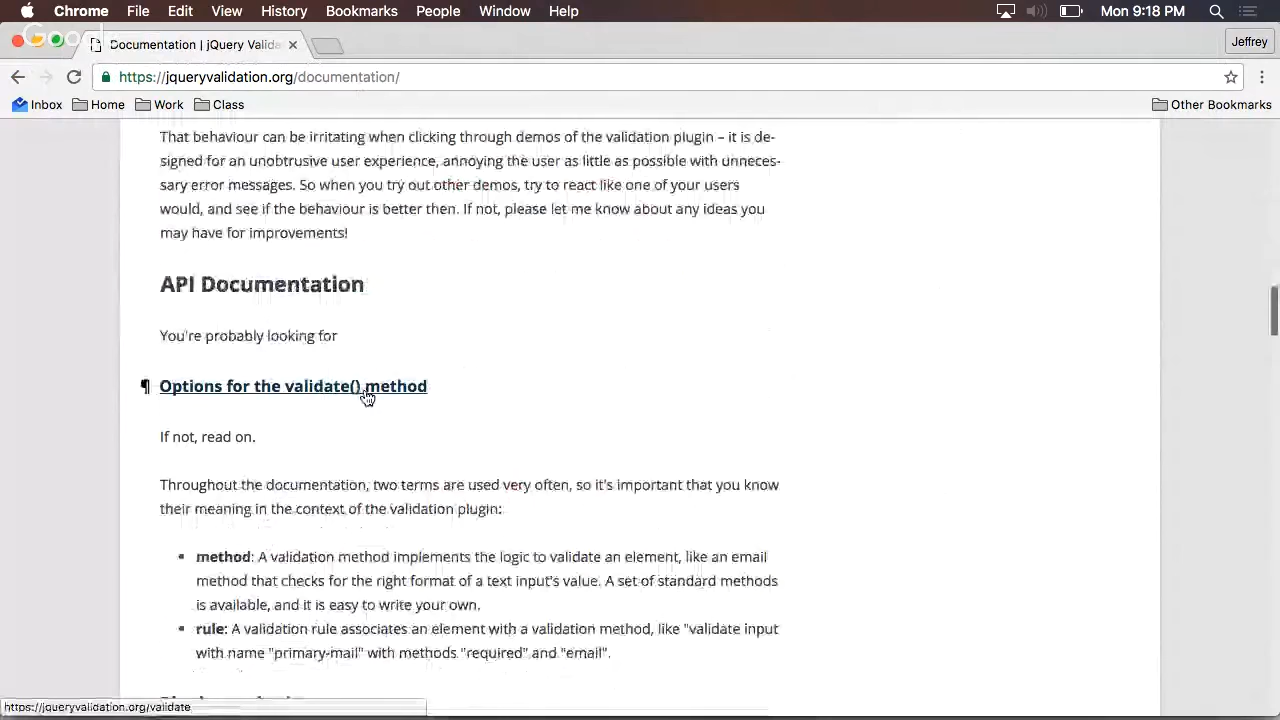 Chrome File Edit View History Bookmarks People Window Help Mon 9:18 PM
Documentation | jQuery Valida
Jeffrey
https://jqueryvalidation.org/documentation/
Inbox Home Work Class Other Bookmarks
That behaviour can be irritating when clicking through demos of the validation plugin – it is de-
signed for an unobtrusive user experience, annoying the user as little as possible with unneces-
sary error messages. So when you try out other demos, try to react like one of your users
would, and see if the behaviour is better then. If not, please let me know about any ideas you
may have for improvements!
API Documentation
You're probably looking for
¶ Options for the validate() method
If not, read on.
Throughout the documentation, two terms are used very often, so it's important that you know
their meaning in the context of the validation plugin:
• method: A validation method implements the logic to validate an element, like an email
method that checks for the right format of a text input's value. A set of standard methods
is available, and it is easy to write your own.
• rule: A validation rule associates an element with a validation method, like "validate input
with name "primary-mail" with methods "required" and "email".
https://jqueryvalidation.org/validate